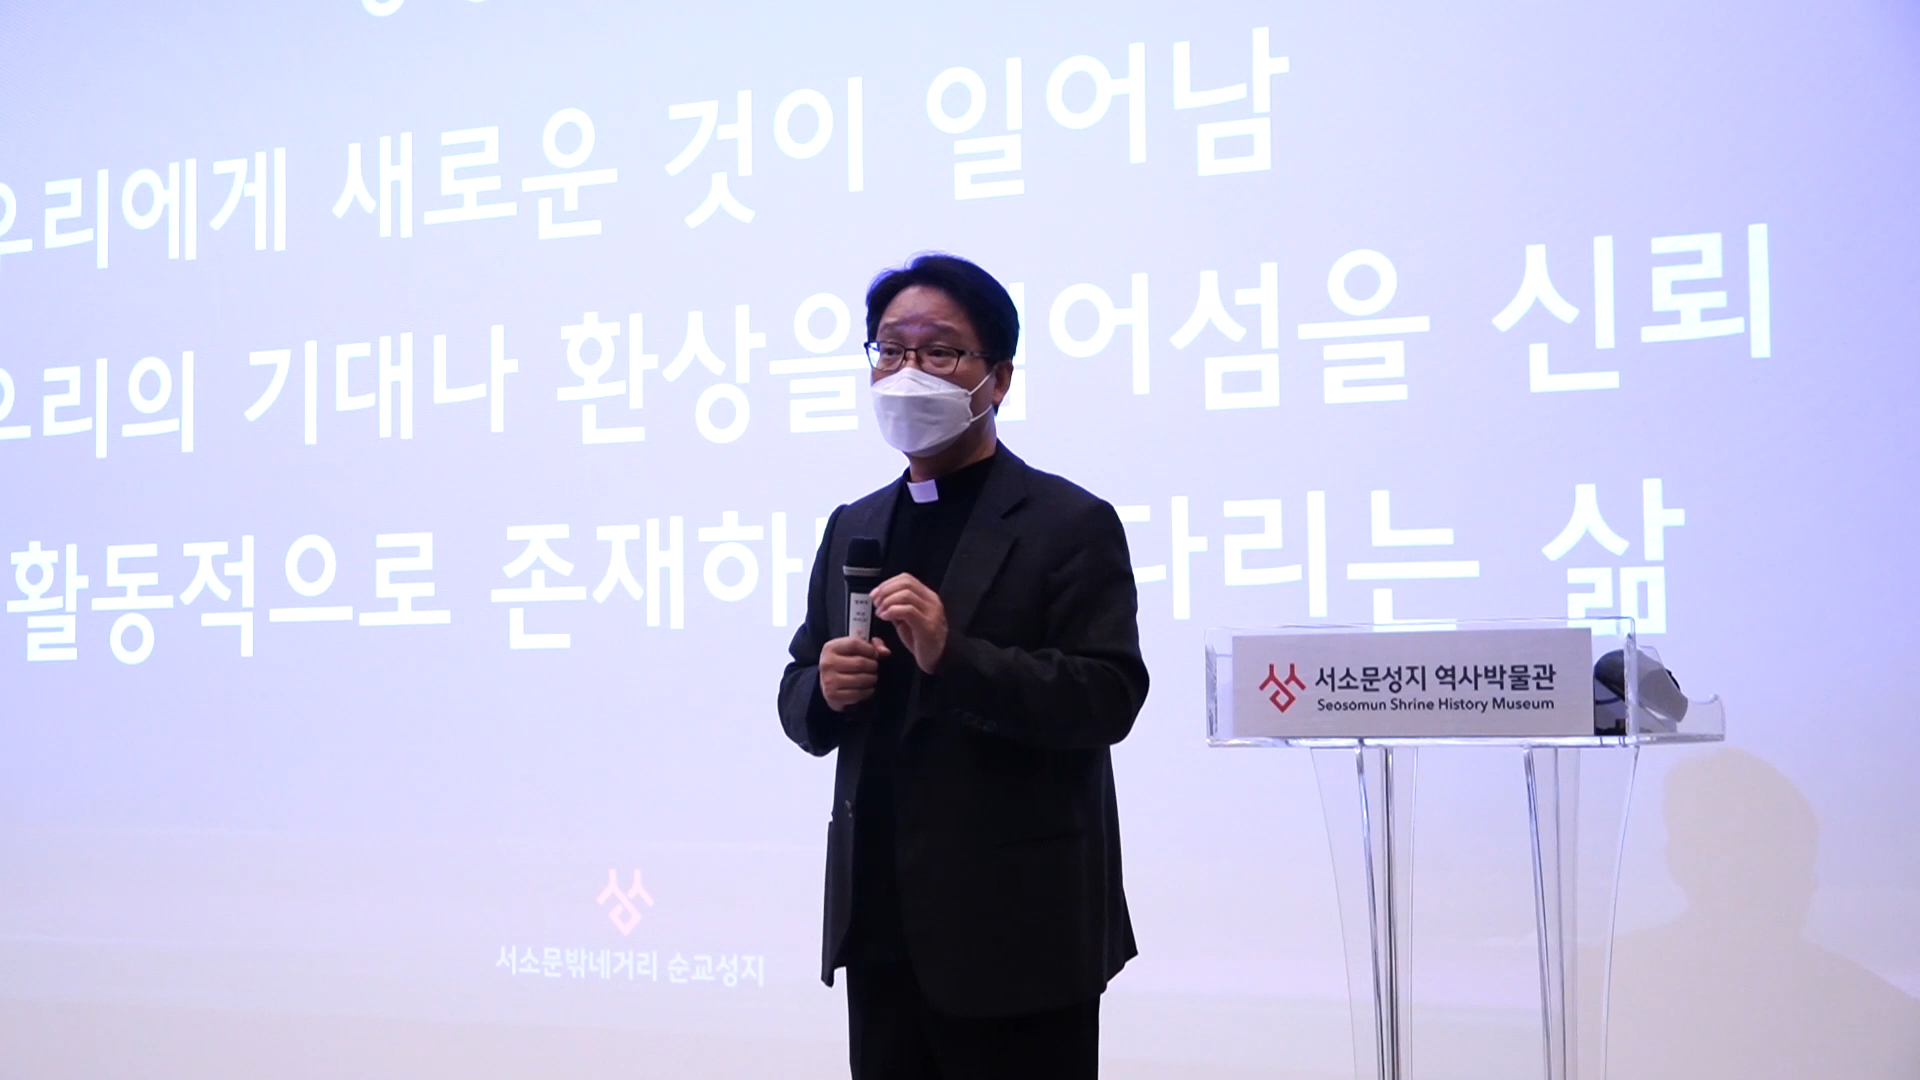 우리에게 새로운 것이 일어남
우리의 기대나 환상을 어섬을 신뢰
활동적으로 존재하 다리는 삶
서소문성지 역사박물관
Seosomun Shrine History Museum
서소문밖네거리 순교성지